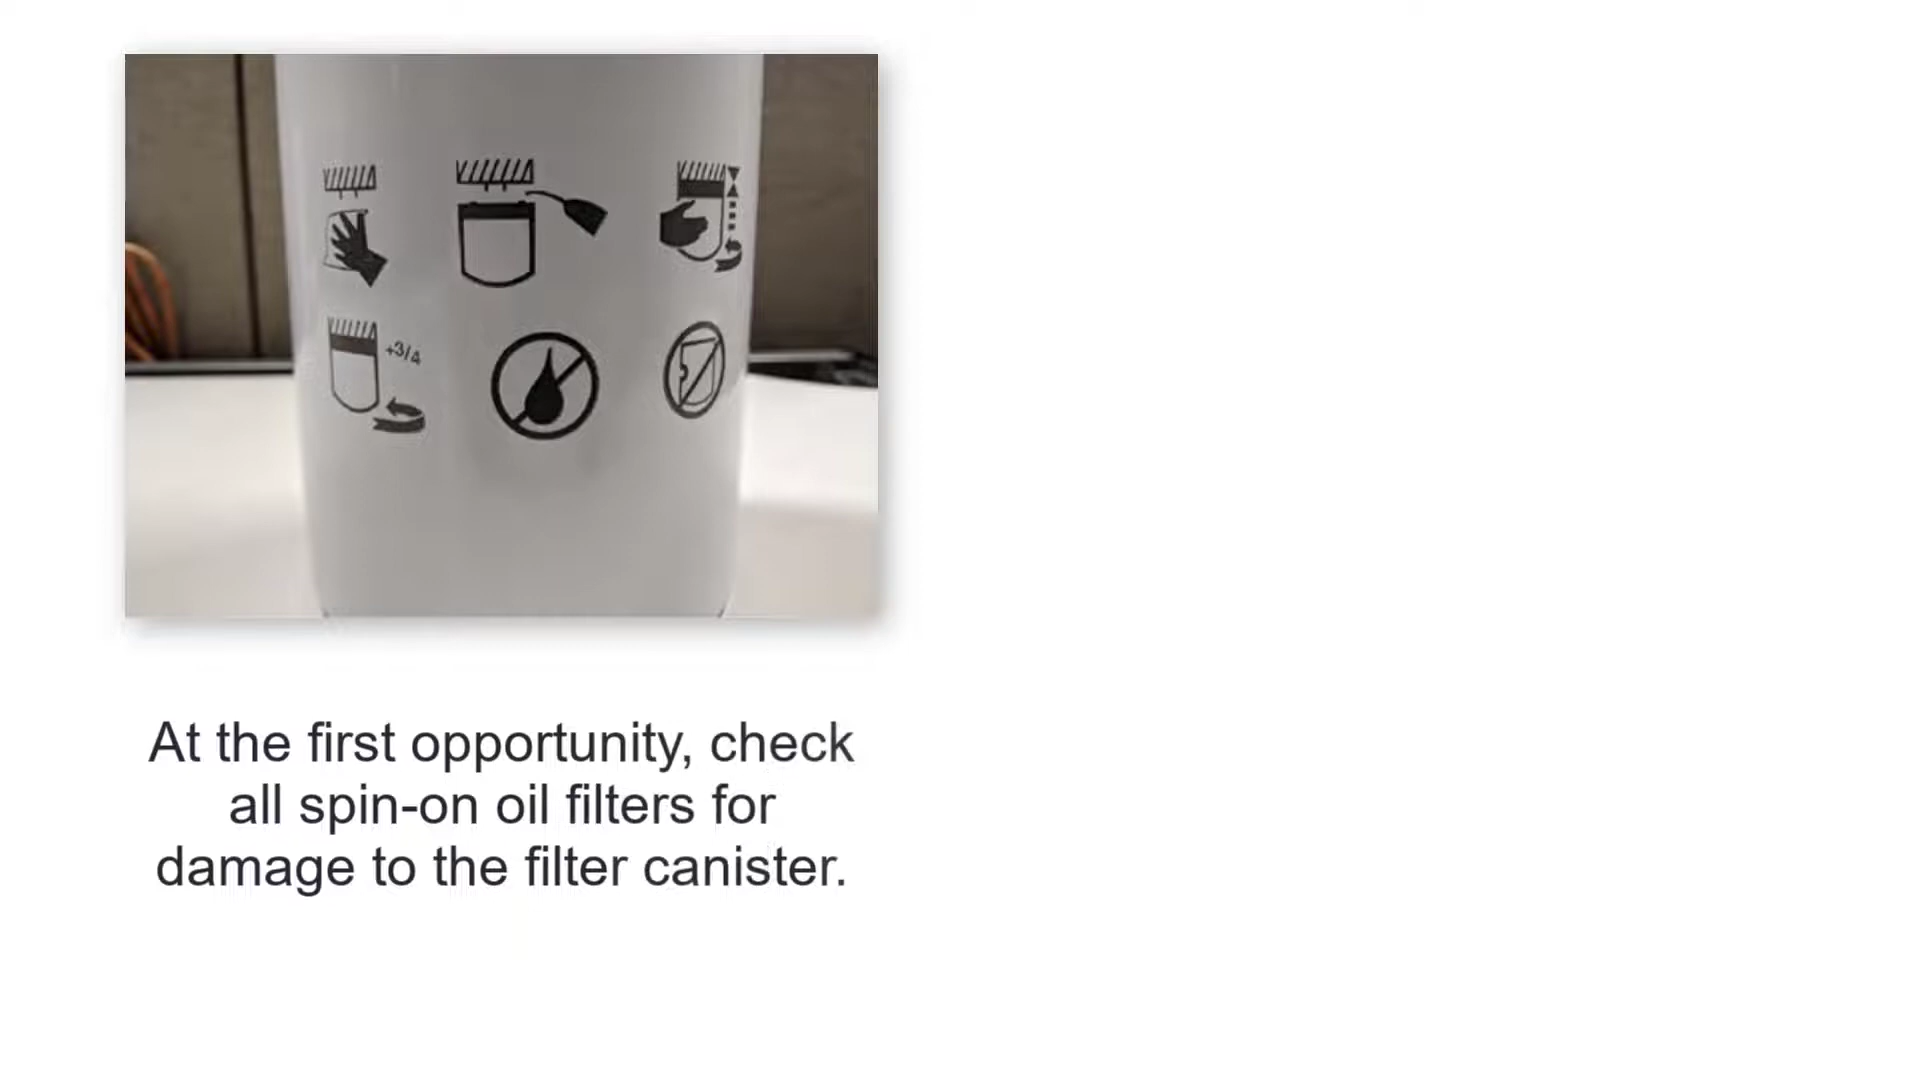 +3/4
At the first opportunity, check
all spin-on oil filters for
damage to the filter canister.